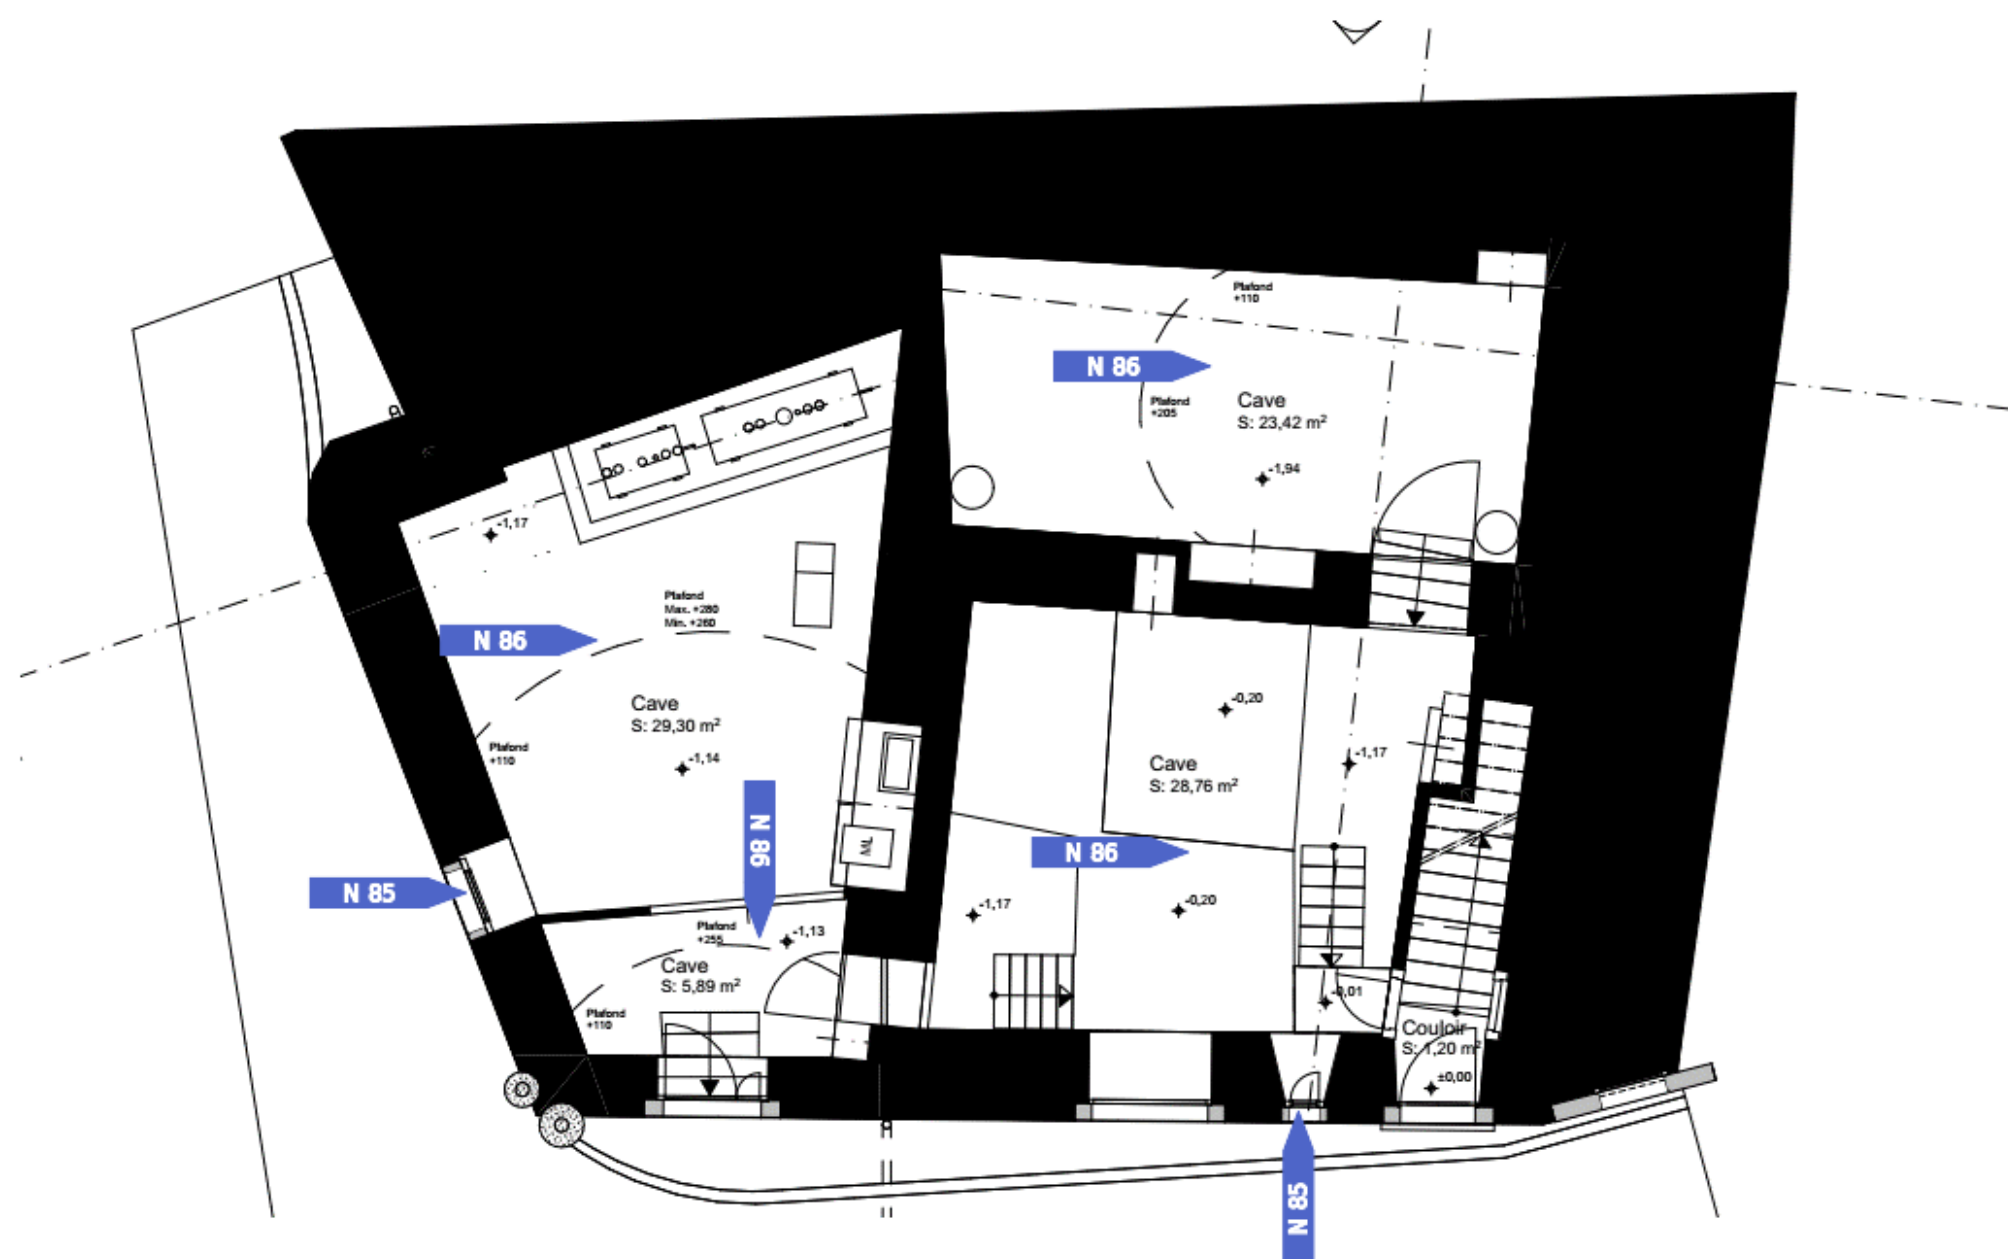 Plafond
+110
N 86
Plafond
+205
Cave
S: 23,42 m²
-1,94
-1,17
Plafond
Max. +280
Min. +260
N 86
Cave
S: 29,30 m²
-1,14
Plafond
+110
-0,20
-1,17
Cave
S: 28,76 m²
N 86
N 86
ML
N 85
-1,17
-0,20
Plafond
+255
-1,13
Cave
S: 5,89 m²
Plafond
+110
-0,01
Couloir
S: 1,20 m²
±0,00
N 85